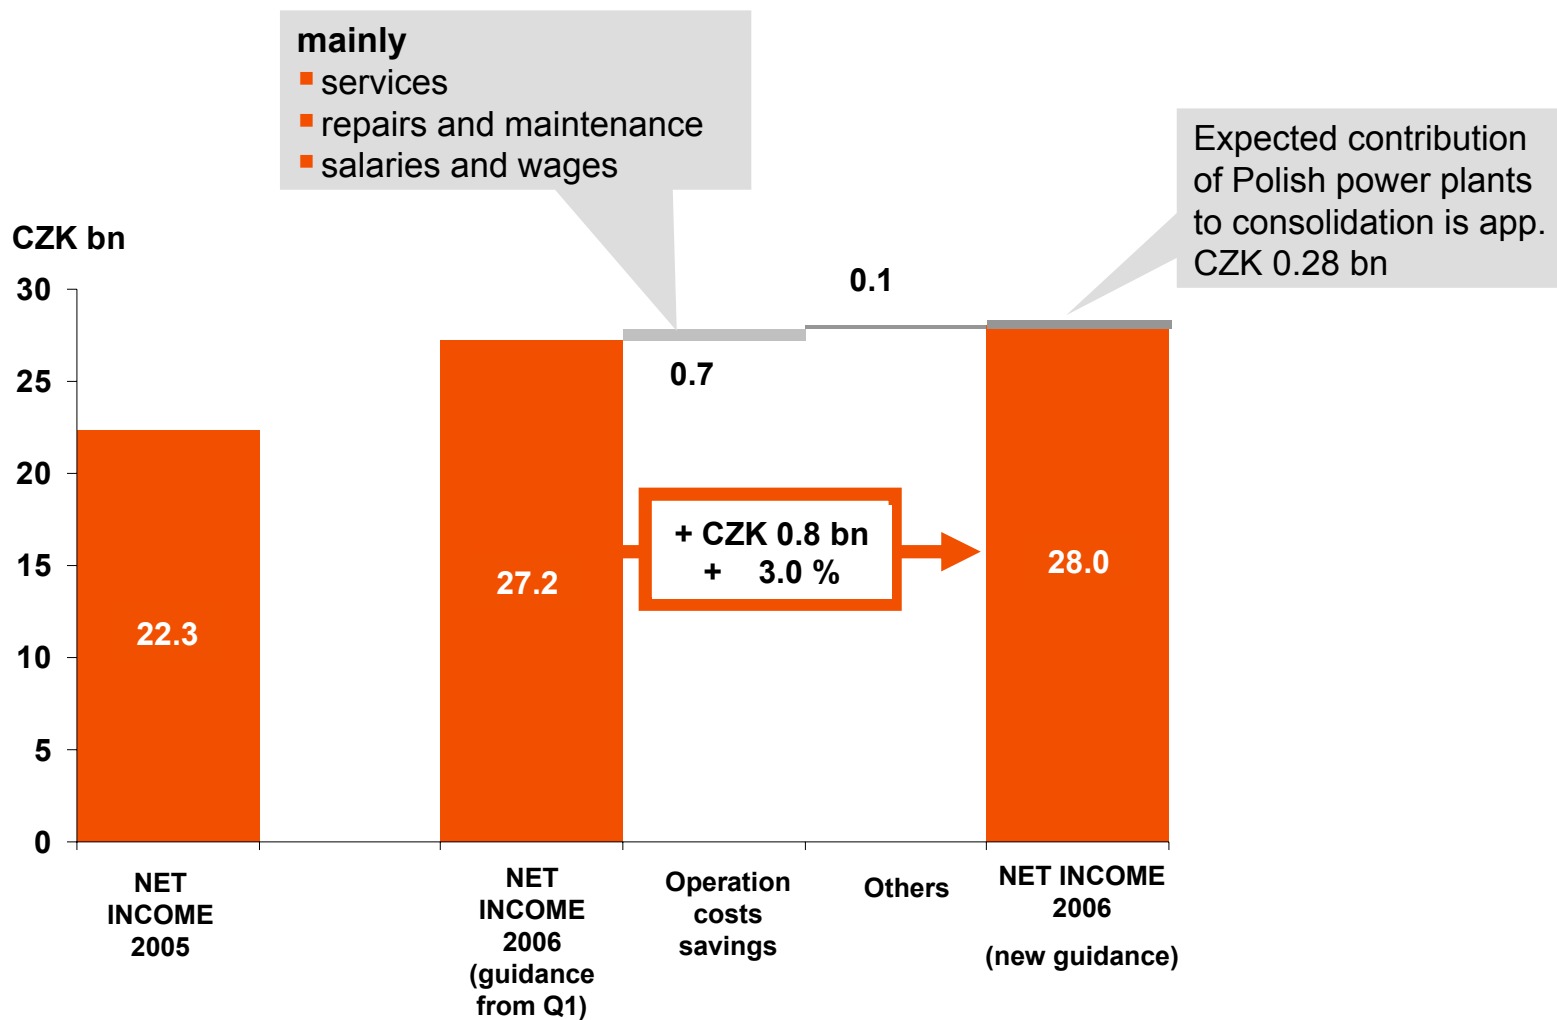 mainly
services
repairs and maintenance
salaries and wages
Expected contribution
of Polish power plants
to consolidation is app.
CZK 0.28 bn
CZK bn
30
25
20
15
10
5
0
0.1
0.7
+ CZK 0.8 bn
+ 3.0 %
22.3
27.2
28.0
NET
INCOME
2005
NET
INCOME
2006
(guidance
from Q1)
Operation
costs
savings
Others
NET INCOME
2006
(new guidance)